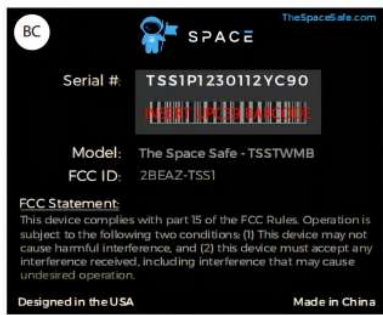 BC
SPACE
TheSpaceSafe.com
Serial #: TSS1P1230112YC90
Model: The Space Safe - TSSTWMB
FCC ID: 2BEAZ-TSS1
FCC Statement:
This device complies with part 15 of the FCC Rules. Operation is
subject to the following two conditions: (1) This device may not
cause harmful interference, and (2) this device must accept any
interference received, including interference that may cause
undesired operation.
Designed in the USA
Made in China